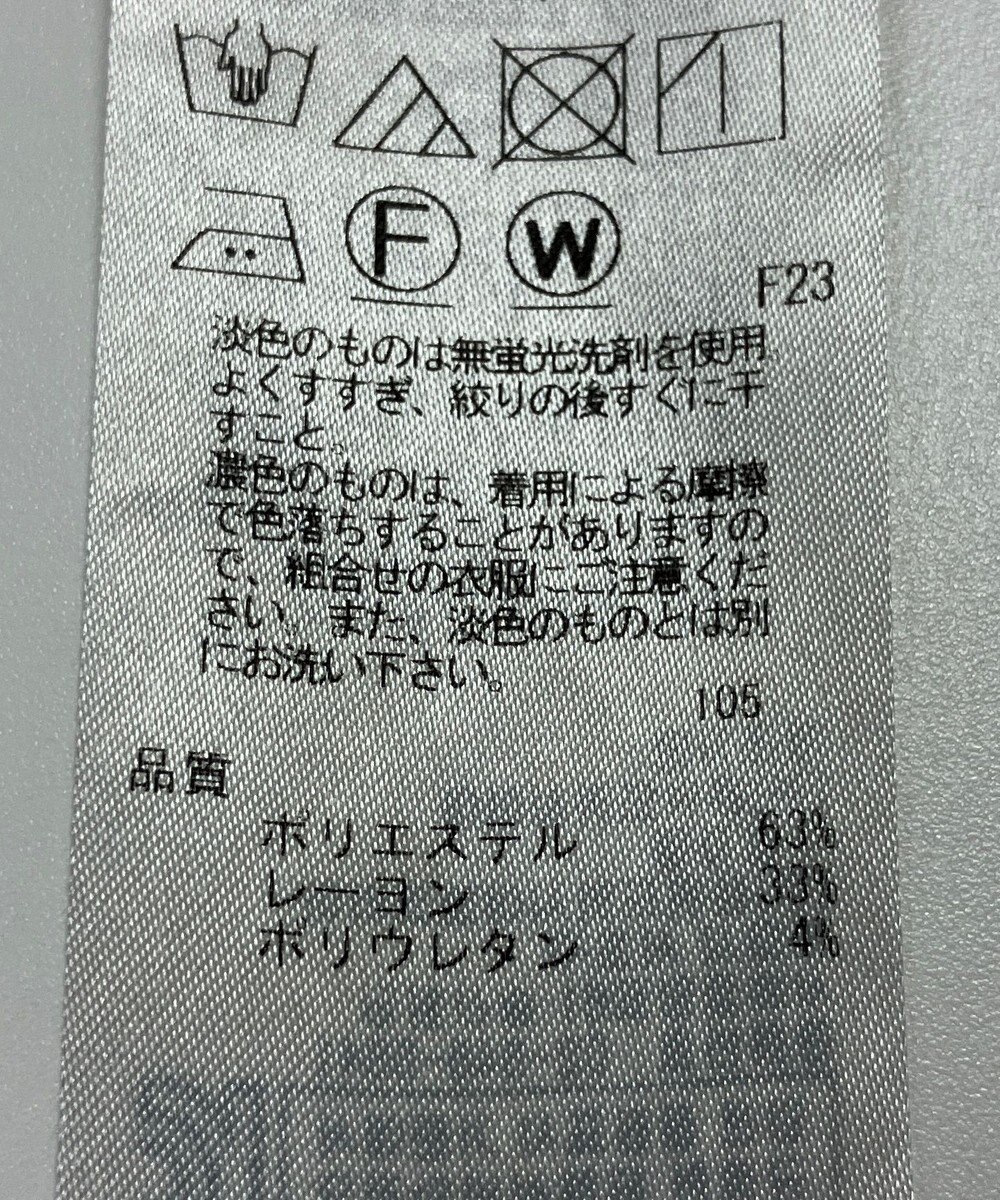 F
W
F23
淡色のものは無蛍光洗剤を使用
よくすすぎ、絞りの後すぐに干
すこと。
濃色のものは、着用による摩擦
で色落ちすることがありますの
で、組合せの衣服にご注意くだ
さい。また、淡色のものとは別
にお洗い下さい。
105
品質
ポリエステル 63%
レーヨン 33%
ポリウレタン 4%